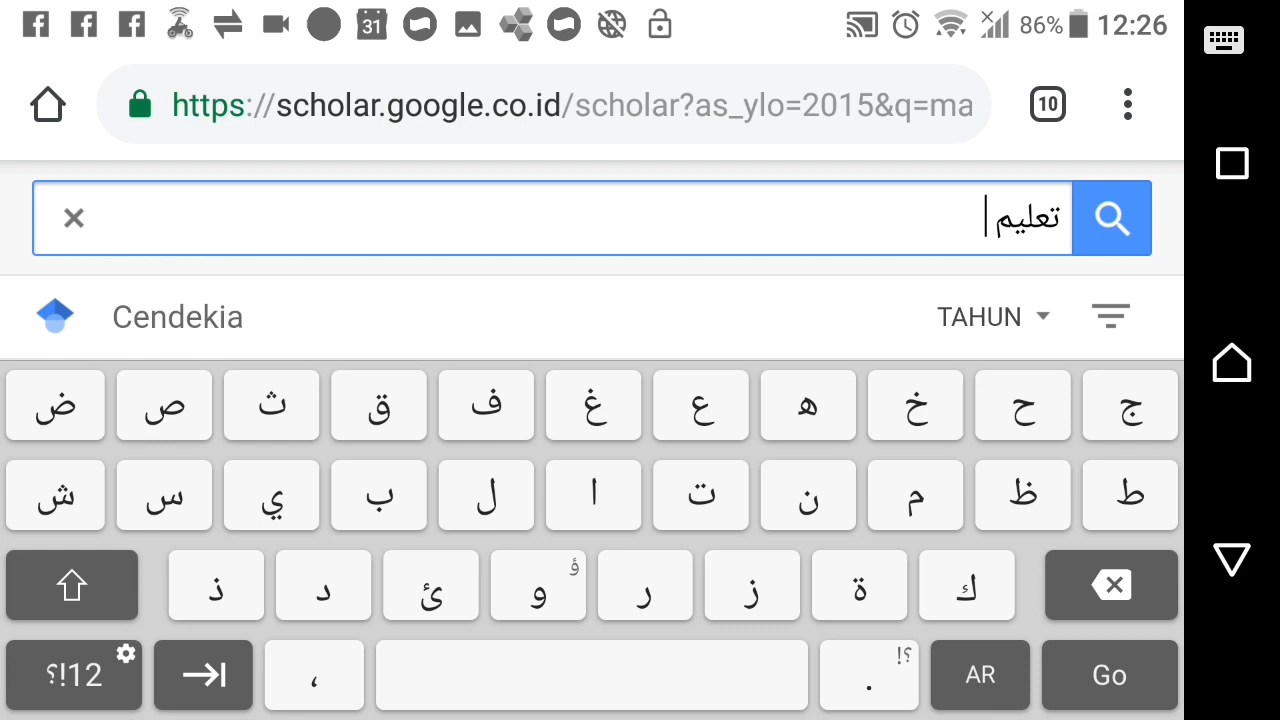 31 86% 12:26
https://scholar.google.co.id/scholar?as_ylo=2015&q=ma 10
تعليم
Cendekia TAHUN
ض ص ث ق ف غ ع ه خ ح ج
ش س ي ب ل ا ت ن م ظ ط
ذ د ئ و ؤ ر ز ة ك
؟!12 ، . !؟ AR Go